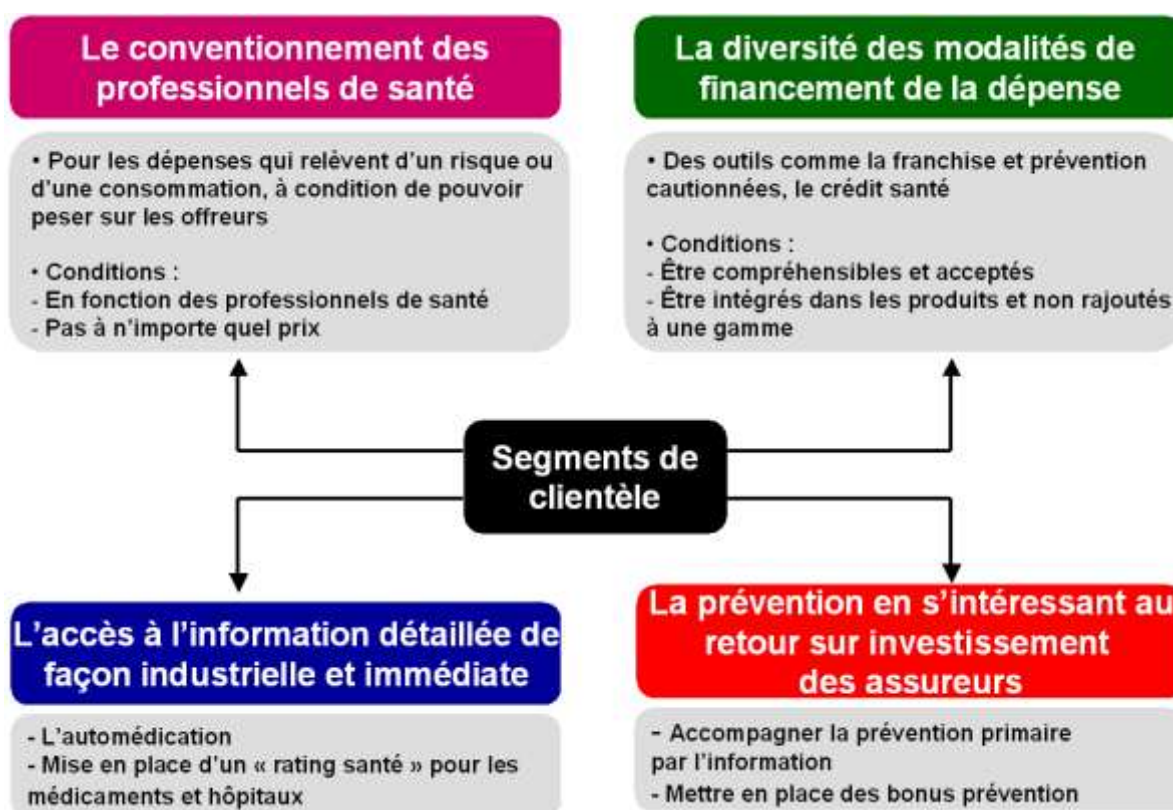 Le conventionnement des
professionnels de santé
• Pour les dépenses qui relèvent d'un risque ou
d'une consommation, à condition de pouvoir
peser sur les offreurs
• Conditions :
- En fonction des professionnels de santé
- Pas à n'importe quel prix
La diversité des modalités de
financement de la dépense
• Des outils comme la franchise et prévention
cautionnées, le crédit santé
• Conditions :
- Être compréhensibles et acceptés
- Être intégrés dans les produits et non rajoutés
à une gamme
Segments de
clientèle
L'accès à l'information détaillée de
façon industrielle et immédiate
- L'automédication
- Mise en place d'un « rating santé » pour les
médicaments et hôpitaux
La prévention en s'intéressant au
retour sur investissement
des assureurs
- Accompagner la prévention primaire
par l'information
- Mettre en place des bonus prévention